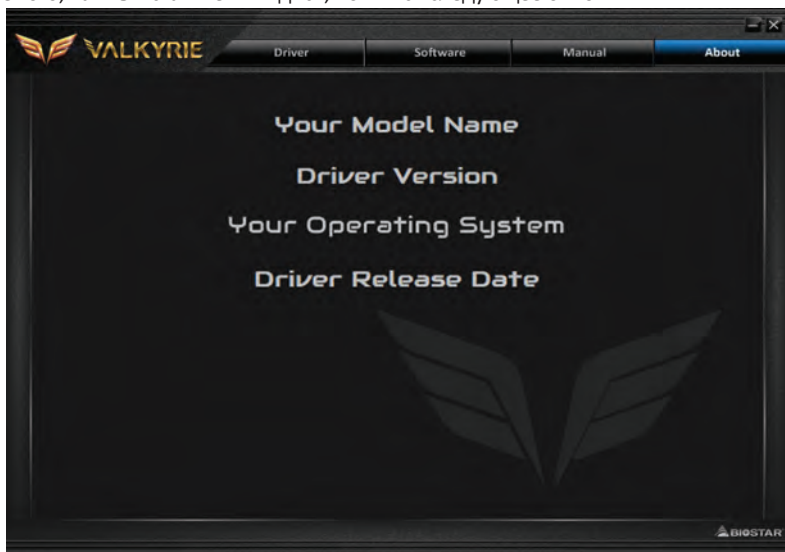 VALKYRIE
Driver
Software
Manual
About
Your Model Name
Driver Version
Your Operating System
Driver Release Date
BIOSTAR